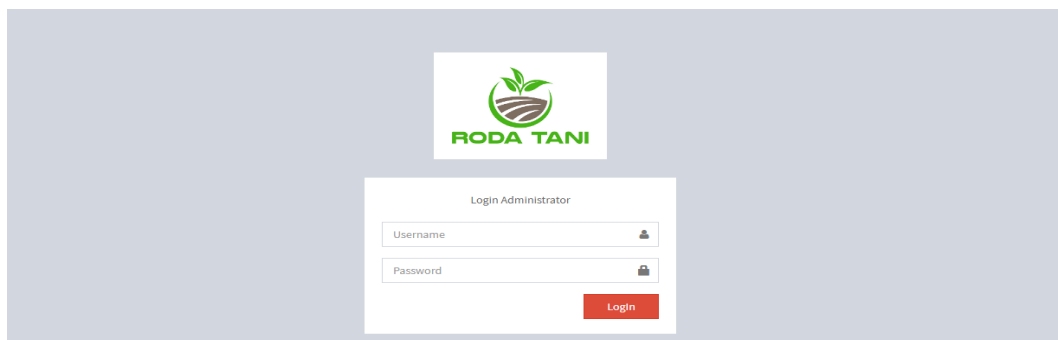 RODA TANI
Login Administrator
Username
Password
Login